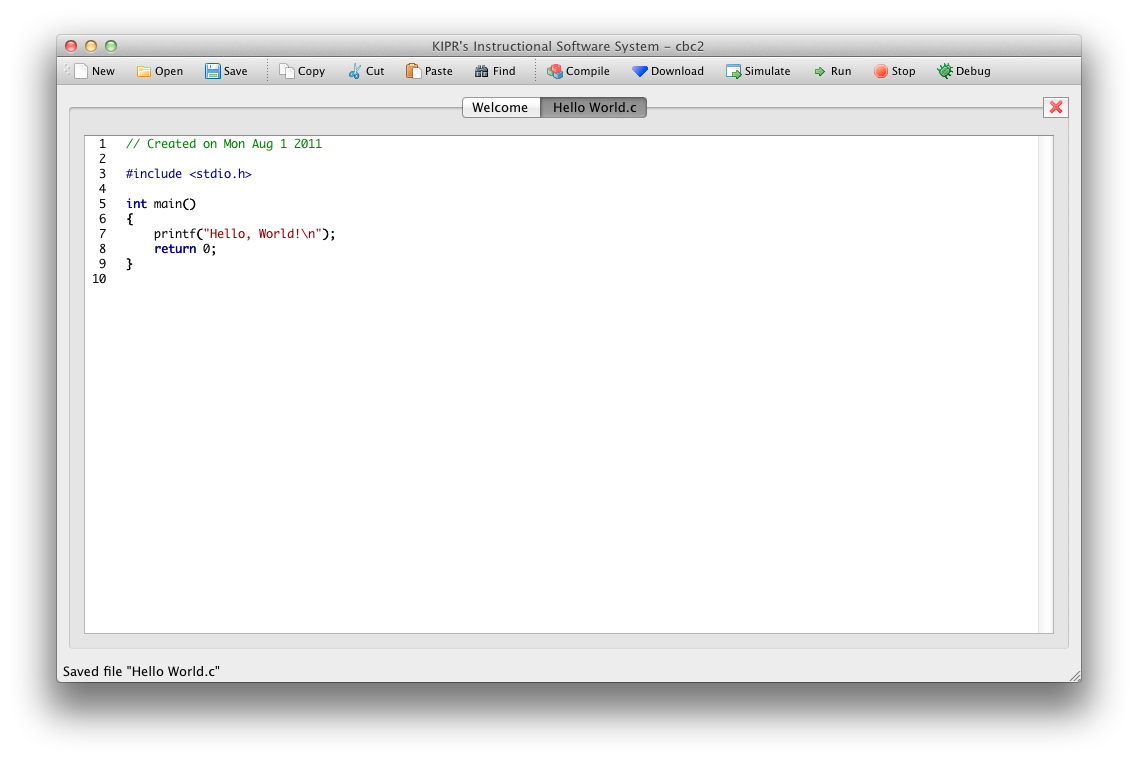 KIPR's Instructional Software System – cbc2
New Open Save Copy Cut Paste Find Compile Download Simulate Run Stop Debug
Welcome Hello World.c
1 // Created on Mon Aug 1 2011
2
3 #include <stdio.h>
4
5 int main()
6 {
7     printf("Hello, World!\n");
8     return 0;
9 }
10
Saved file "Hello World.c"